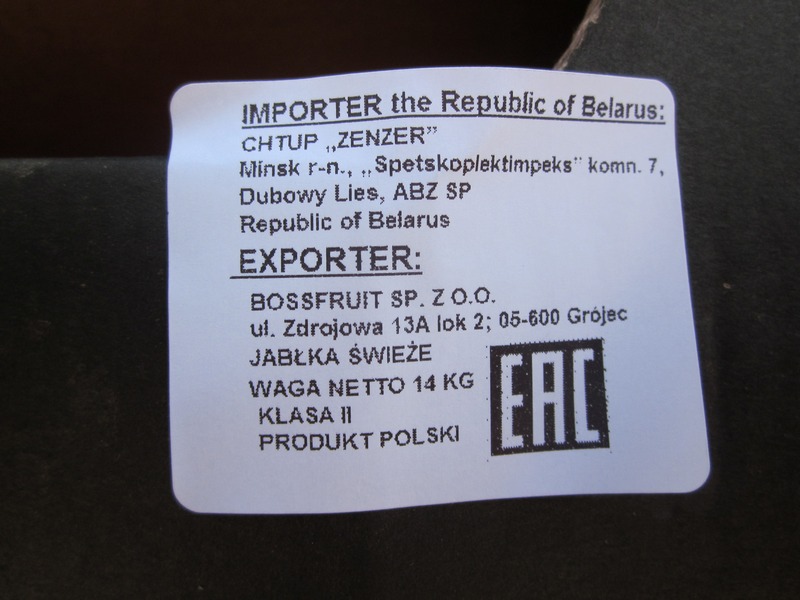 IMPORTER the Republic of Belarus:
CHTUP „ZENZER”
Minsk r-n., „Spetskoplektimpeks" komn. 7,
Dubowy Lies, ABZ SP
Republic of Belarus
EXPORTER:
BOSSFRUIT SP. Z O.O.
ul. Zdrojowa 13A lok 2; 05-600 Grójec
JABŁKA ŚWIEŻE
WAGA NETTO 14 KG
KLASA II
PRODUKT POLSKI
EAC